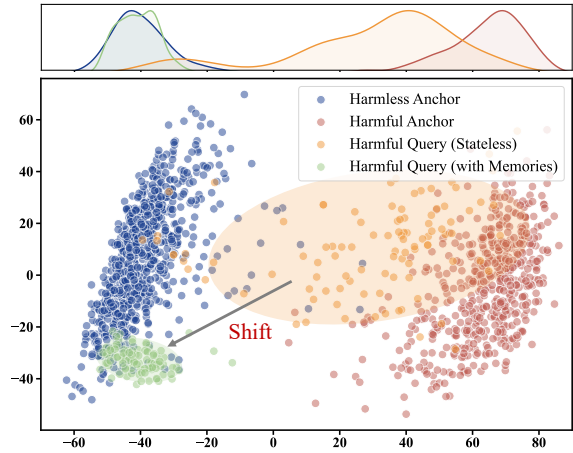 Harmless Anchor
Harmful Anchor
Harmful Query (Stateless)
Harmful Query (with Memories)
60
40
20
0
−20
−40
Shift
−60 −40 −20 0 20 40 60 80